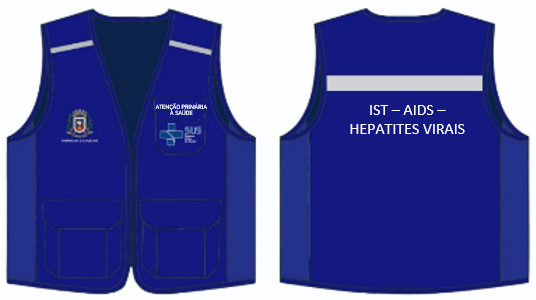 ATENÇÃO PRIMÁRIA
À SAÚDE
SUS
IST – AIDS –
HEPATITES VIRAIS